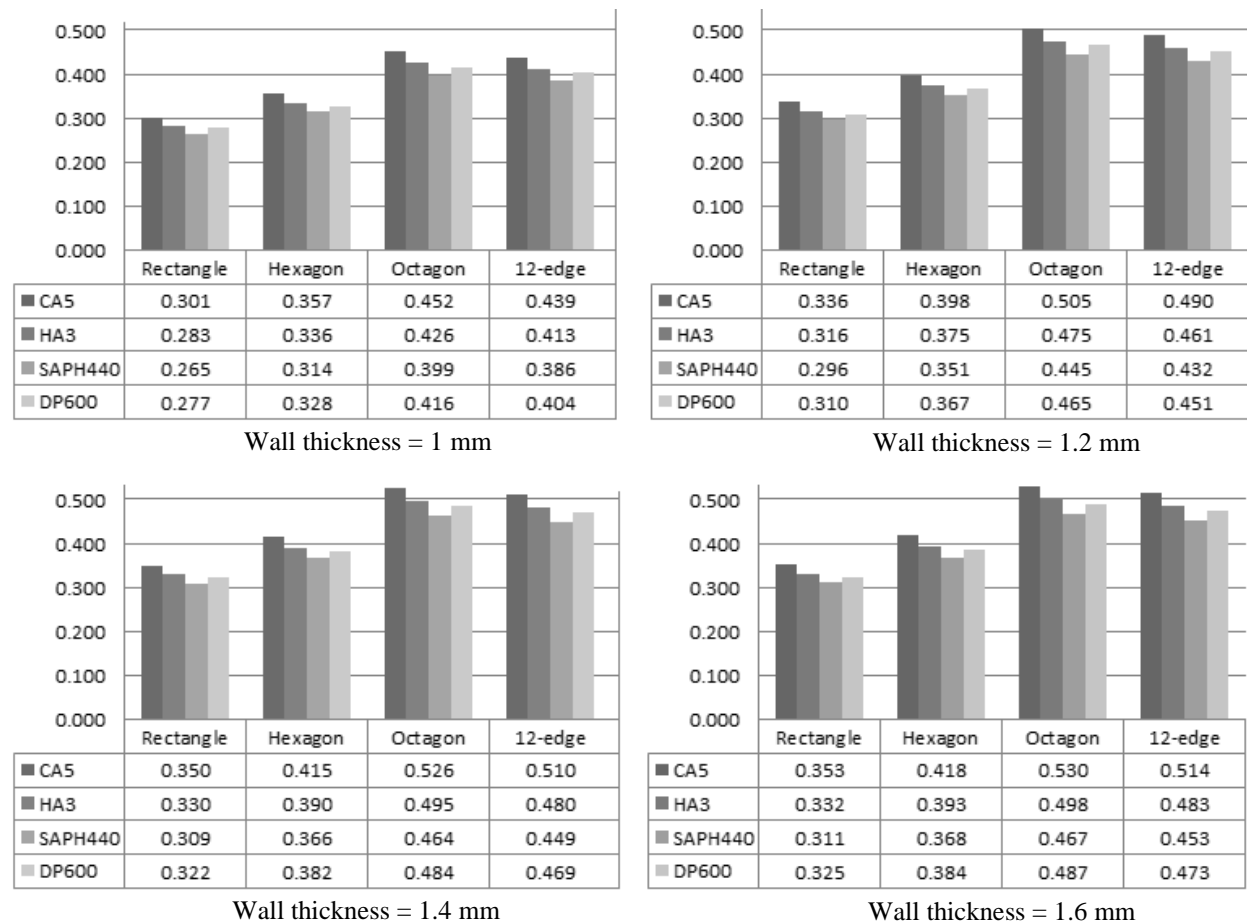 0.500
0.400
0.300
0.200
0.100
0.000
Rectangle Hexagon Octagon 12-edge
CA5 0.301 0.357 0.452 0.439
HA3 0.283 0.336 0.426 0.413
SAPH440 0.265 0.314 0.399 0.386
DP600 0.277 0.328 0.416 0.404
Wall thickness = 1 mm
0.500
0.400
0.300
0.200
0.100
0.000
Rectangle Hexagon Octagon 12-edge
CA5 0.336 0.398 0.505 0.490
HA3 0.316 0.375 0.475 0.461
SAPH440 0.296 0.351 0.445 0.432
DP600 0.310 0.367 0.465 0.451
Wall thickness = 1.2 mm
0.500
0.400
0.300
0.200
0.100
0.000
Rectangle Hexagon Octagon 12-edge
CA5 0.350 0.415 0.526 0.510
HA3 0.330 0.390 0.495 0.480
SAPH440 0.309 0.366 0.464 0.449
DP600 0.322 0.382 0.484 0.469
Wall thickness = 1.4 mm
0.500
0.400
0.300
0.200
0.100
0.000
Rectangle Hexagon Octagon 12-edge
CA5 0.353 0.418 0.530 0.514
HA3 0.332 0.393 0.498 0.483
SAPH440 0.311 0.368 0.467 0.453
DP600 0.325 0.384 0.487 0.473
Wall thickness = 1.6 mm